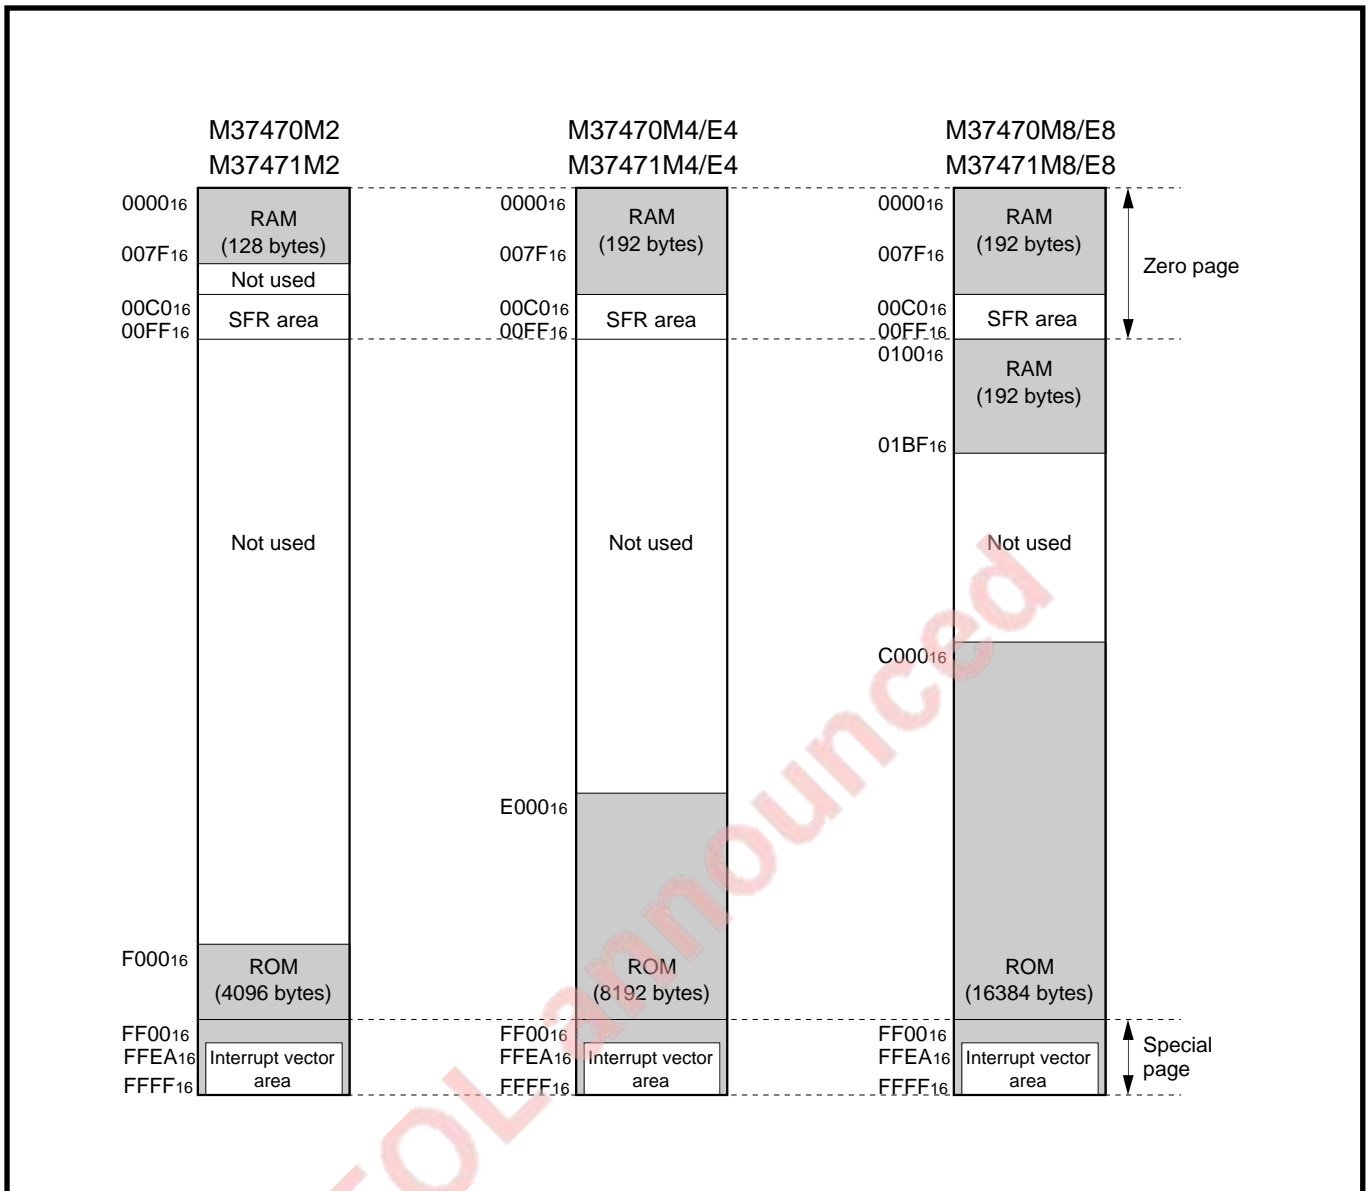 M37470M2
M37471M2
0000₁₆
RAM
(128 bytes)
007F₁₆
Not used
00C0₁₆
SFR area
00FF₁₆
Not used
F000₁₆
ROM
(4096 bytes)
FF00₁₆
FFEA₁₆
Interrupt vector
area
FFFF₁₆
M37470M4/E4
M37471M4/E4
0000₁₆
RAM
(192 bytes)
007F₁₆
00C0₁₆
SFR area
00FF₁₆
Not used
E000₁₆
ROM
(8192 bytes)
FF00₁₆
FFEA₁₆
Interrupt vector
area
FFFF₁₆
M37470M8/E8
M37471M8/E8
0000₁₆
RAM
(192 bytes)
007F₁₆
00C0₁₆
SFR area
00FF₁₆
0100₁₆
RAM
(192 bytes)
01BF₁₆
Not used
C000₁₆
ROM
(16384 bytes)
FF00₁₆
FFEA₁₆
Interrupt vector
area
FFFF₁₆
Zero page
Special
page
EOL announced